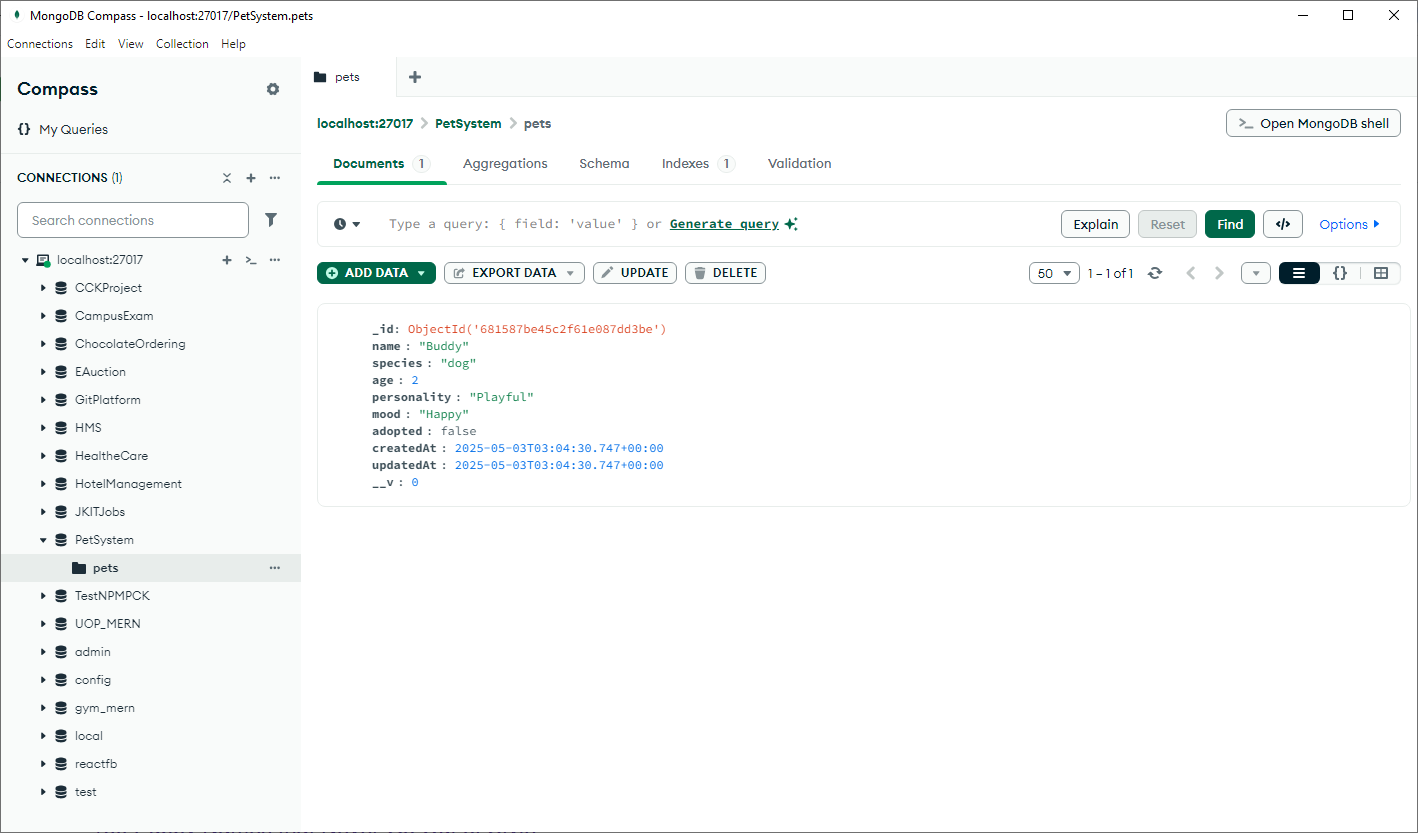 MongoDB Compass - localhost:27017/PetSystem.pets
Connections Edit View Collection Help
Compass
{} My Queries
CONNECTIONS (1)
Search connections
localhost:27017
CCKProject
CampusExam
ChocolateOrdering
EAuction
GitPlatform
HMS
HealtheCare
HotelManagement
JKITJobs
PetSystem
pets
TestNPMPCK
UOP_MERN
admin
config
gym_mern
local
reactfb
test
pets
localhost:27017 > PetSystem > pets
>_ Open MongoDB shell
Documents 1 Aggregations Schema Indexes 1 Validation
Type a query: { field: 'value' } or Generate query
Explain Reset Find </> Options
ADD DATA EXPORT DATA UPDATE DELETE
50 1 – 1 of 1 {}
_id: ObjectId('681587be45c2f61e087dd3be')
name : "Buddy"
species : "dog"
age : 2
personality : "Playful"
mood : "Happy"
adopted : false
createdAt : 2025-05-03T03:04:30.747+00:00
updatedAt : 2025-05-03T03:04:30.747+00:00
__v : 0